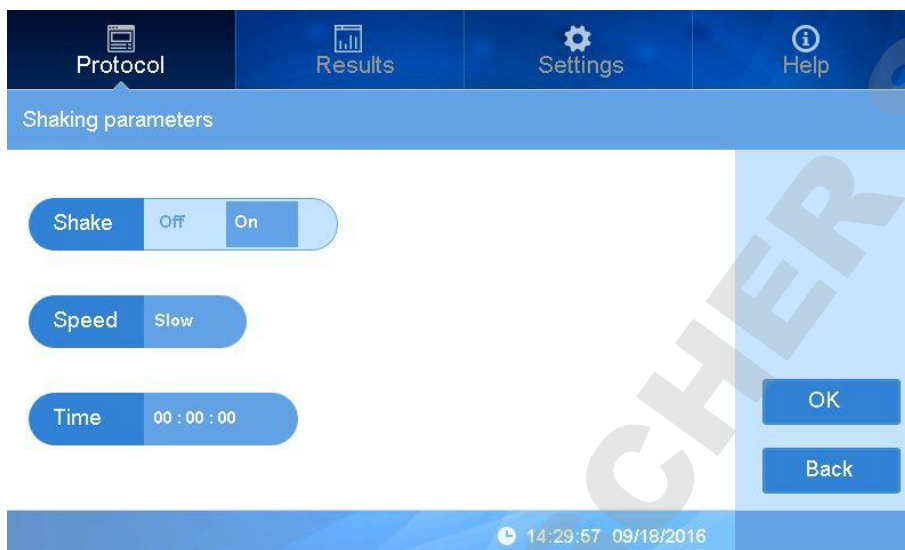 Protocol Results Settings Help
Shaking parameters
Shake Off On
Speed Slow
Time 00 : 00 : 00
OK
Back
14:29:57 09/18/2016
CHER